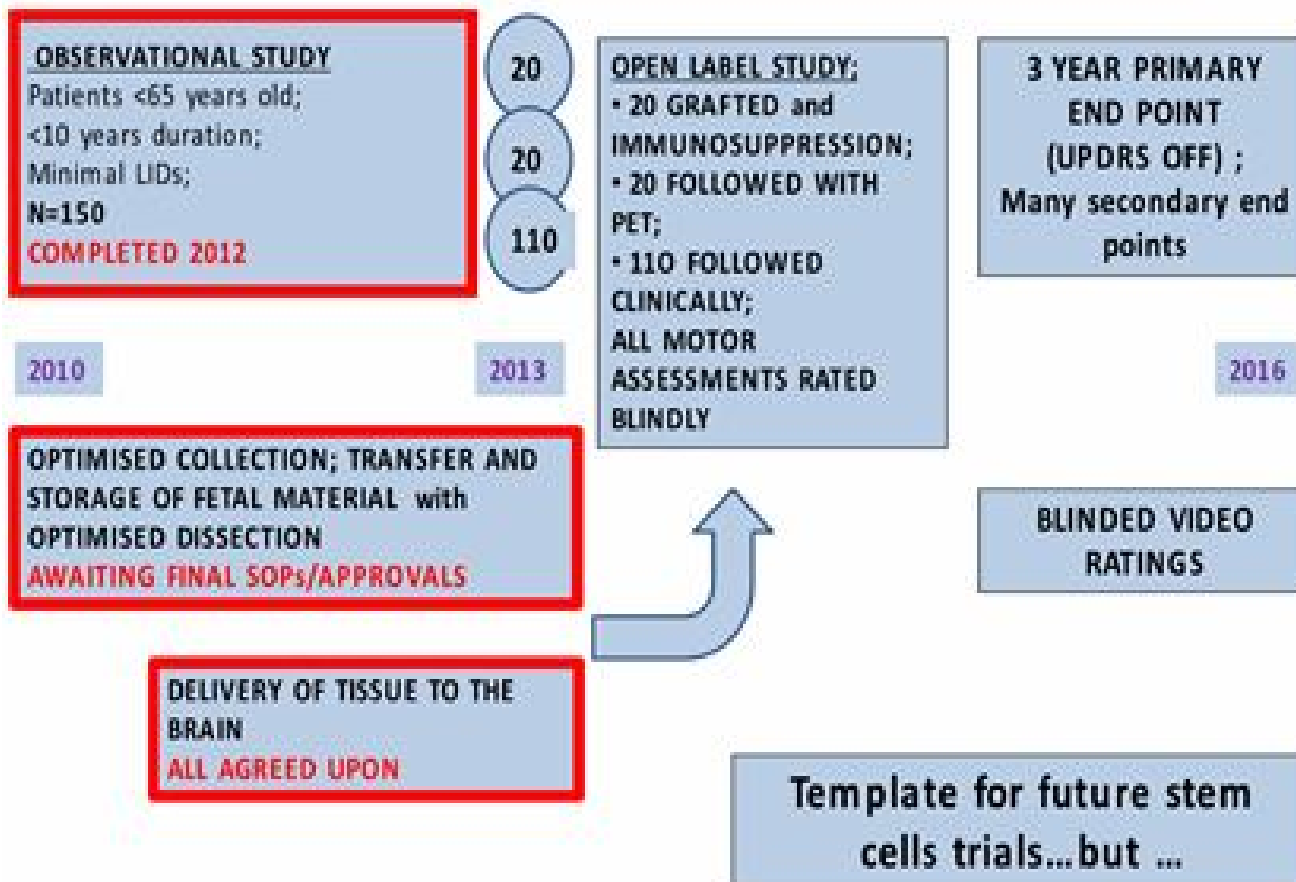 OBSERVATIONAL STUDY
Patients <65 years old;
<10 years duration;
Minimal LIDs;
N=150
COMPLETED 2012
20
20
110
OPEN LABEL STUDY;
• 20 GRAFTED and
IMMUNOSUPPRESSION;
• 20 FOLLOWED WITH
PET;
• 110 FOLLOWED
CLINICALLY;
ALL MOTOR
ASSESSMENTS RATED
BLINDLY
3 YEAR PRIMARY
END POINT
(UPDRS OFF) ;
Many secondary end
points
2010
2013
2016
OPTIMISED COLLECTION; TRANSFER AND
STORAGE OF FETAL MATERIAL with
OPTIMISED DISSECTION
AWAITING FINAL SOPs/APPROVALS
BLINDED VIDEO
RATINGS
DELIVERY OF TISSUE TO THE
BRAIN
ALL AGREED UPON
Template for future stem
cells trials...but ...